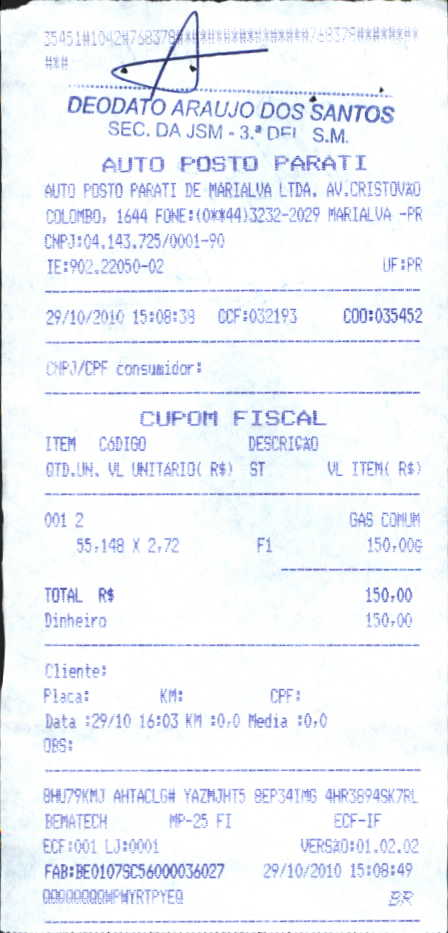 35451#1042#768378#########################768378########
###
DEODATO ARAUJO DOS SANTOS
SEC. DA JSM - 3.ª DEL S.M.
AUTO POSTO PARATI
AUTO POSTO PARATI DE MARIALVA LTDA. AV.CRISTOVÃO
COLOMBO, 1644 FONE:(0**44)3232-2029 MARIALVA -PR
CNPJ:04.143.725/0001-90
IE:902.22050-02 UF:PR
29/10/2010 15:08:38 CCF:032193 COO:035452
CNPJ/CPF consumidor:
CUPOM FISCAL
ITEM CóDIGO DESCRIÇÃO
QTD.UN. VL UNITÁRIO( R$) ST VL ITEM( R$)
001 2 GAS COMUM
55,148 X 2,72 F1 150,00G
TOTAL R$ 150,00
Dinheiro 150,00
Cliente:
Placa: KM: CPF:
Data :29/10 16:03 KM :0,0 Media :0,0
OBS:
8HU79KMJ AHTACLG# YAZMJHT5 8EP34IMG 4HR3894SK7RL
BEMATECH MP-25 FI ECF-IF
ECF:001 LJ:0001 VERSÃO:01.02.02
FAB:BE0107SC56000036027 29/10/2010 15:08:49
QQQQQQQQWPWYRTPYEQ BR